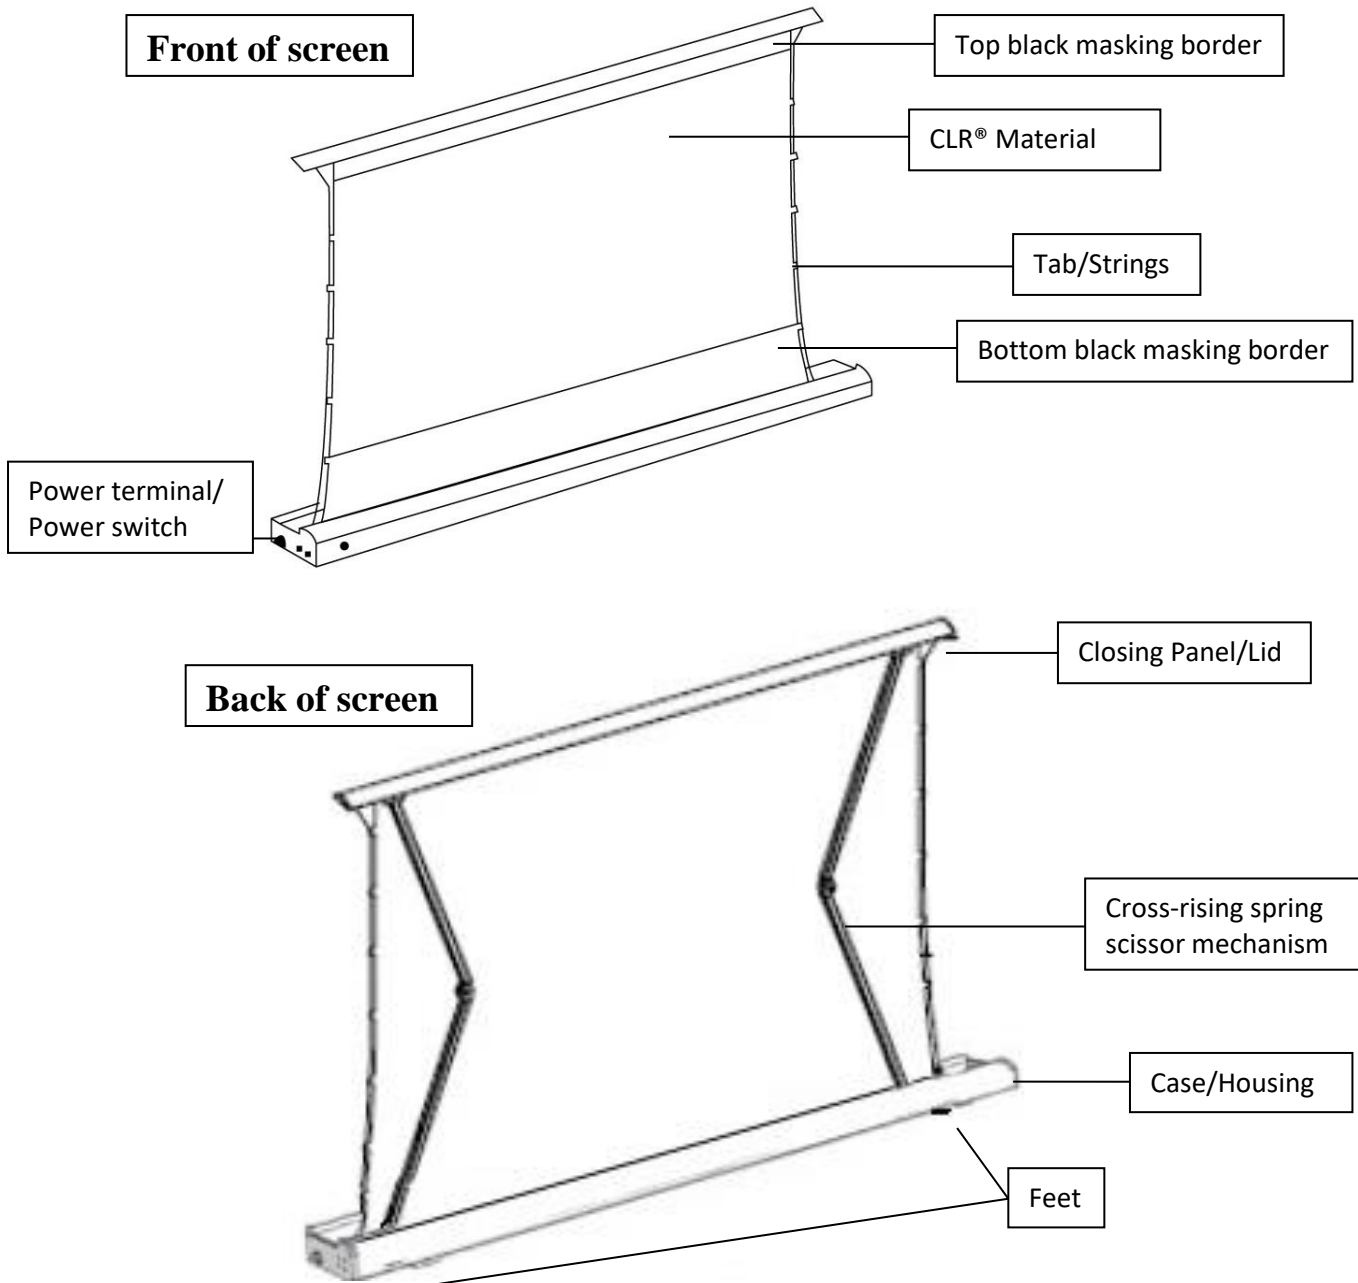 Front of screen
Top black masking border
CLR® Material
Tab/Strings
Bottom black masking border
Power terminal/
Power switch
Back of screen
Closing Panel/Lid
Cross-rising spring
scissor mechanism
Case/Housing
Feet